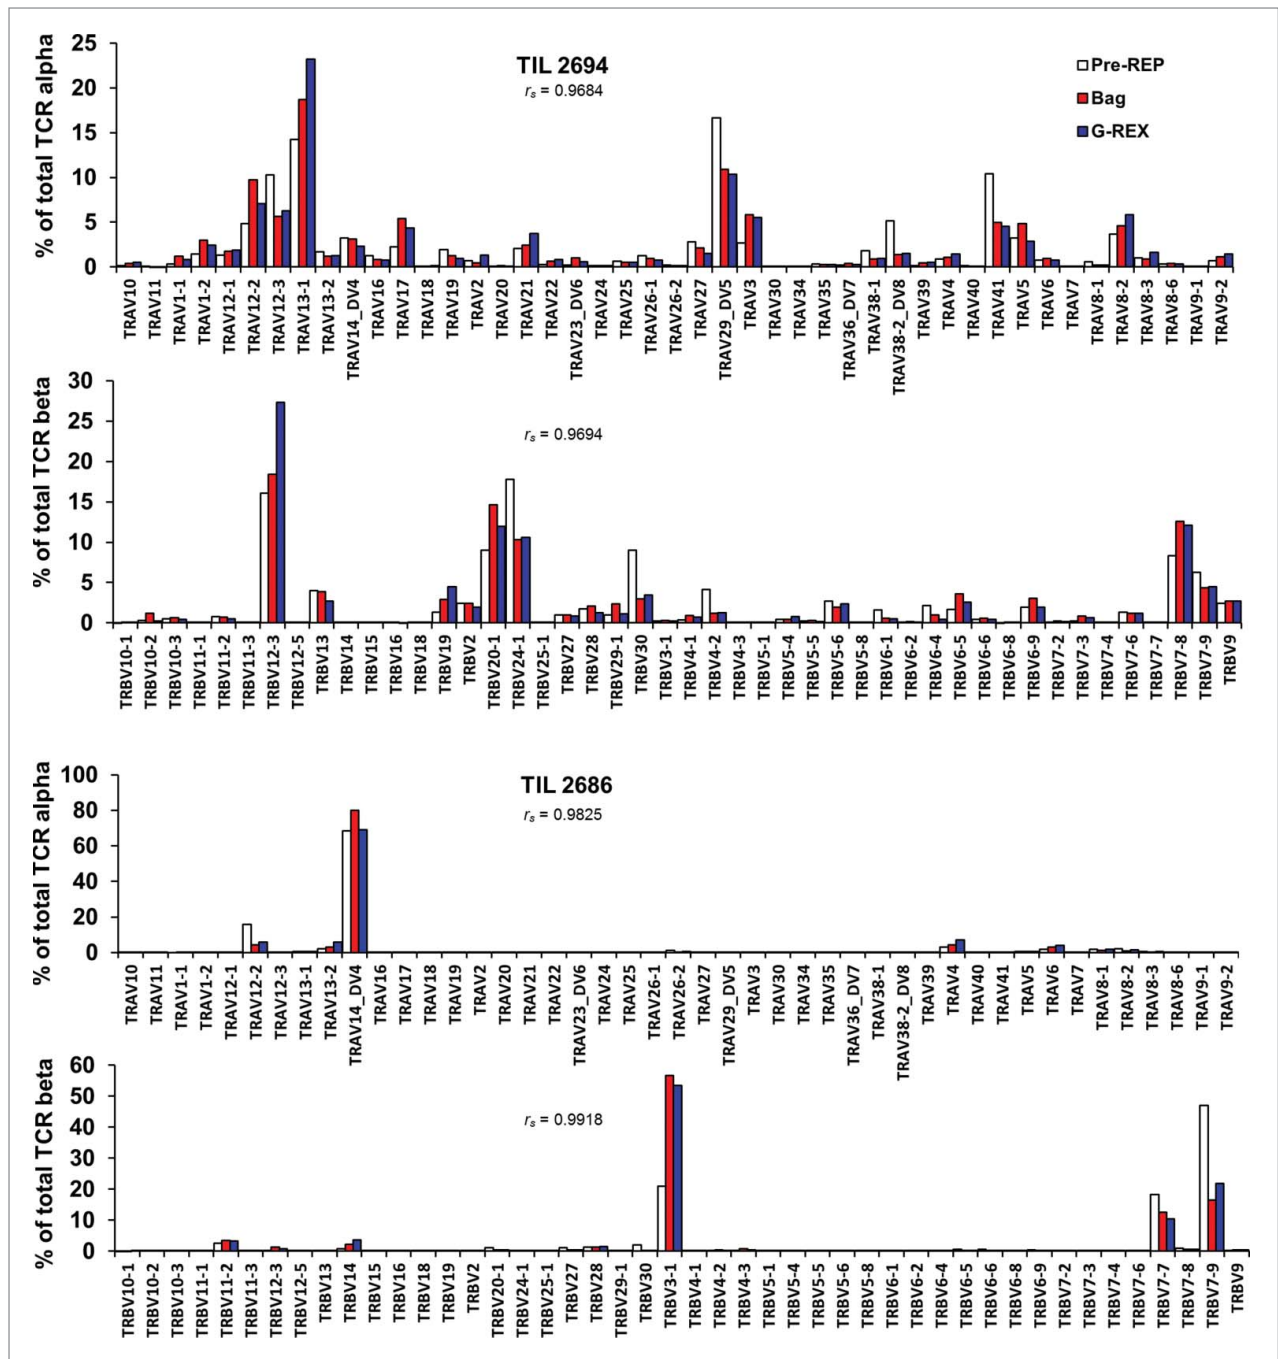 % of total TCR alpha
25
20
15
10
5
0
TIL 2694
rs = 0.9684
Pre-REP
Bag
G-REX
TRAV10
TRAV11
TRAV1-1
TRAV1-2
TRAV12-1
TRAV12-2
TRAV12-3
TRAV13-1
TRAV13-2
TRAV14_DV4
TRAV16
TRAV17
TRAV18
TRAV19
TRAV2
TRAV20
TRAV21
TRAV22
TRAV23_DV6
TRAV24
TRAV25
TRAV26-1
TRAV26-2
TRAV27
TRAV29_DV5
TRAV3
TRAV30
TRAV34
TRAV35
TRAV36_DV7
TRAV38-1
TRAV38-2_DV8
TRAV39
TRAV4
TRAV40
TRAV41
TRAV5
TRAV6
TRAV7
TRAV8-1
TRAV8-2
TRAV8-3
TRAV8-6
TRAV9-1
TRAV9-2
% of total TCR beta
30
25
20
15
10
5
0
rs = 0.9694
TRBV10-1
TRBV10-2
TRBV10-3
TRBV11-1
TRBV11-2
TRBV11-3
TRBV12-3
TRBV12-5
TRBV13
TRBV14
TRBV15
TRBV16
TRBV18
TRBV19
TRBV2
TRBV20-1
TRBV24-1
TRBV25-1
TRBV27
TRBV28
TRBV29-1
TRBV30
TRBV3-1
TRBV4-1
TRBV4-2
TRBV4-3
TRBV5-1
TRBV5-4
TRBV5-5
TRBV5-6
TRBV5-8
TRBV6-1
TRBV6-2
TRBV6-4
TRBV6-5
TRBV6-6
TRBV6-8
TRBV6-9
TRBV7-2
TRBV7-3
TRBV7-4
TRBV7-6
TRBV7-7
TRBV7-8
TRBV7-9
TRBV9
% of total TCR alpha
100
80
60
40
20
0
TIL 2686
rs = 0.9825
TRAV10
TRAV11
TRAV1-1
TRAV1-2
TRAV12-1
TRAV12-2
TRAV12-3
TRAV13-1
TRAV13-2
TRAV14_DV4
TRAV16
TRAV17
TRAV18
TRAV19
TRAV2
TRAV20
TRAV21
TRAV22
TRAV23_DV6
TRAV24
TRAV25
TRAV26-1
TRAV26-2
TRAV27
TRAV29_DV5
TRAV3
TRAV30
TRAV34
TRAV35
TRAV36_DV7
TRAV38-1
TRAV38-2_DV8
TRAV39
TRAV4
TRAV40
TRAV41
TRAV5
TRAV6
TRAV7
TRAV8-1
TRAV8-2
TRAV8-3
TRAV8-6
TRAV9-1
TRAV9-2
% of total TCR beta
60
50
40
30
20
10
0
rs = 0.9918
TRBV10-1
TRBV10-2
TRBV10-3
TRBV11-1
TRBV11-2
TRBV11-3
TRBV12-3
TRBV12-5
TRBV13
TRBV14
TRBV15
TRBV16
TRBV18
TRBV19
TRBV2
TRBV20-1
TRBV24-1
TRBV25-1
TRBV27
TRBV28
TRBV29-1
TRBV30
TRBV3-1
TRBV4-1
TRBV4-2
TRBV4-3
TRBV5-1
TRBV5-4
TRBV5-5
TRBV5-6
TRBV5-8
TRBV6-1
TRBV6-2
TRBV6-4
TRBV6-5
TRBV6-6
TRBV6-8
TRBV6-9
TRBV7-2
TRBV7-3
TRBV7-4
TRBV7-6
TRBV7-7
TRBV7-8
TRBV7-9
TRBV9